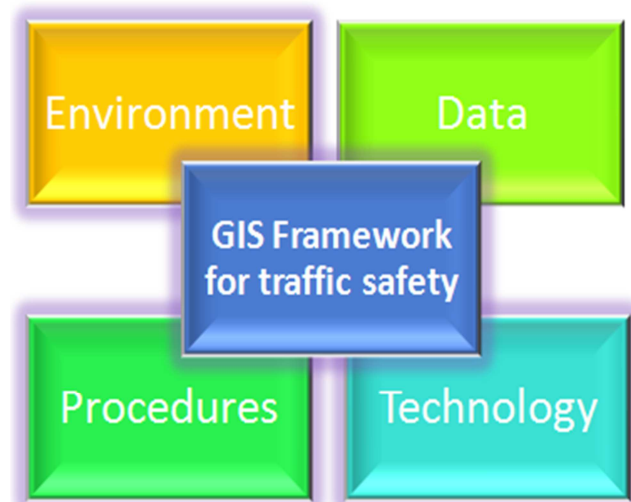 Environment
Data
GIS Framework
for traffic safety
Procedures
Technology